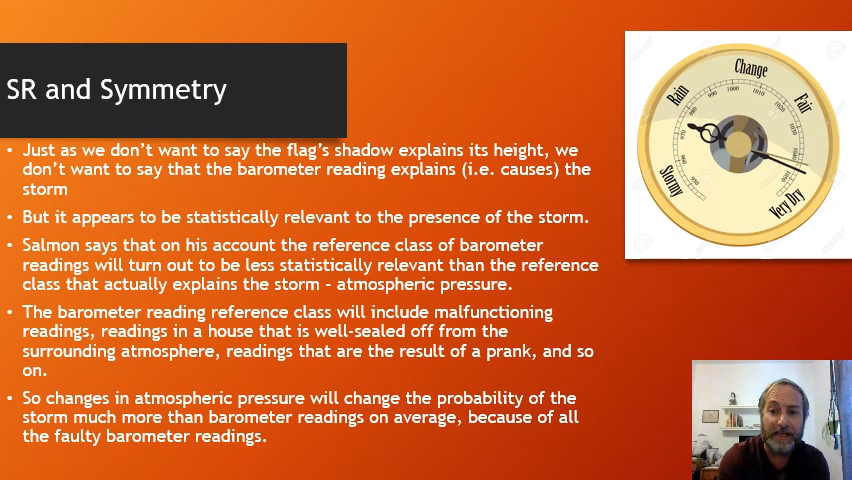 SR and Symmetry
• Just as we don't want to say the flag's shadow explains its height, we
don't want to say that the barometer reading explains (i.e. causes) the
storm
• But it appears to be statistically relevant to the presence of the storm.
• Salmon says that on his account the reference class of barometer
readings will turn out to be less statistically relevant than the reference
class that actually explains the storm - atmospheric pressure.
• The barometer reading reference class will include malfunctioning
readings, readings in a house that is well-sealed off from the
surrounding atmosphere, readings that are the result of a prank, and so
on.
• So changes in atmospheric pressure will change the probability of the
storm much more than barometer readings on average, because of all
the faulty barometer readings.
Stormy
Rain
Change
Fair
Very Dry
970
980
990
1000
1010
1020
1030